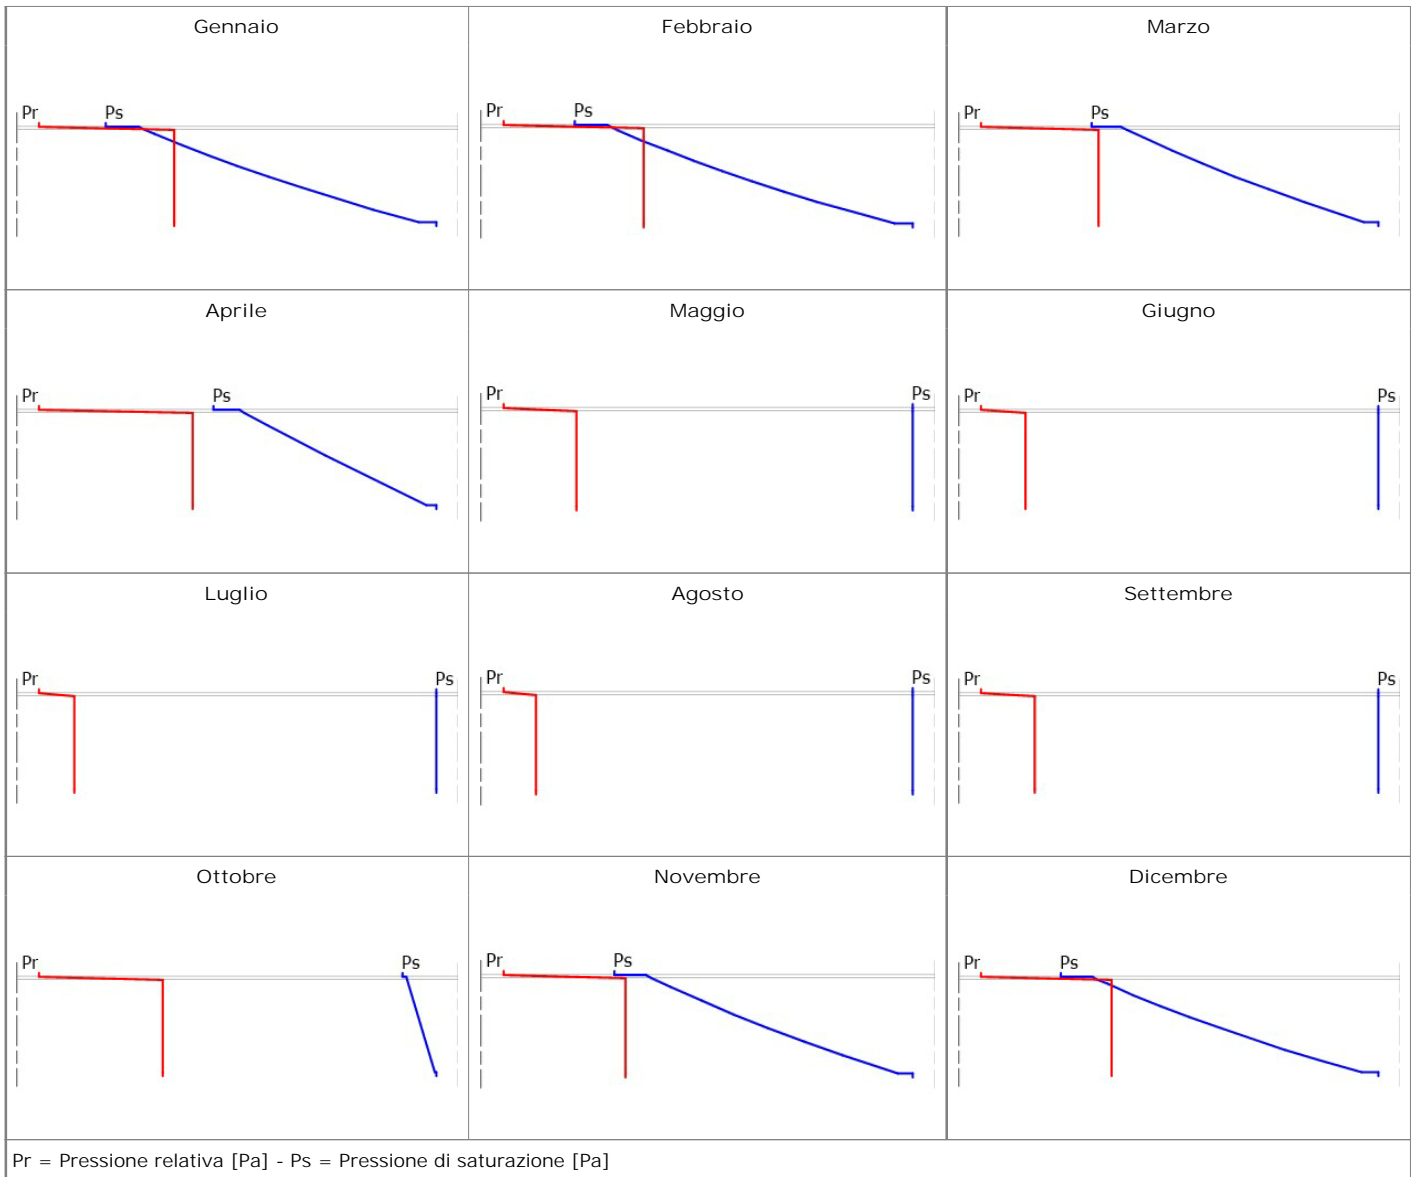 Gennaio
Febbraio
Marzo
Pr
Ps
Pr
Ps
Pr
Ps
Aprile
Maggio
Giugno
Pr
Ps
Pr
Ps
Pr
Ps
Luglio
Agosto
Settembre
Pr
Ps
Pr
Ps
Pr
Ps
Ottobre
Novembre
Dicembre
Pr
Ps
Pr
Ps
Pr
Ps
Pr = Pressione relativa [Pa] - Ps = Pressione di saturazione [Pa]